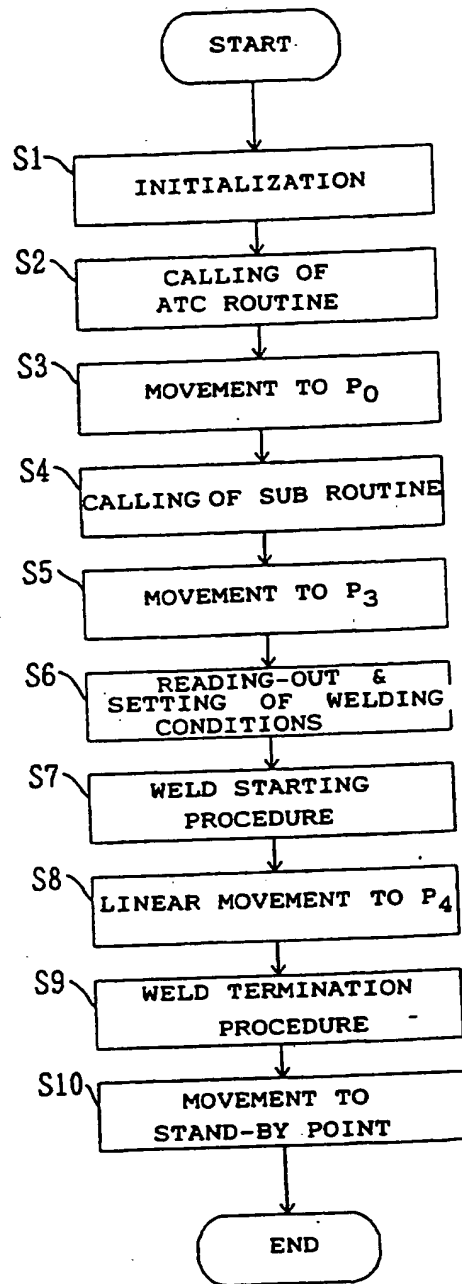 START
S1
INITIALIZATION
S2
CALLING OF
ATC ROUTINE
S3
MOVEMENT TO P0
S4
CALLING OF SUB ROUTINE
S5
MOVEMENT TO P3
S6
READING-OUT &
SETTING OF WELDING
CONDITIONS
S7
WELD STARTING
PROCEDURE
S8
LINEAR MOVEMENT TO P4
S9
WELD TERMINATION
PROCEDURE
S10
MOVEMENT TO
STAND-BY POINT
END